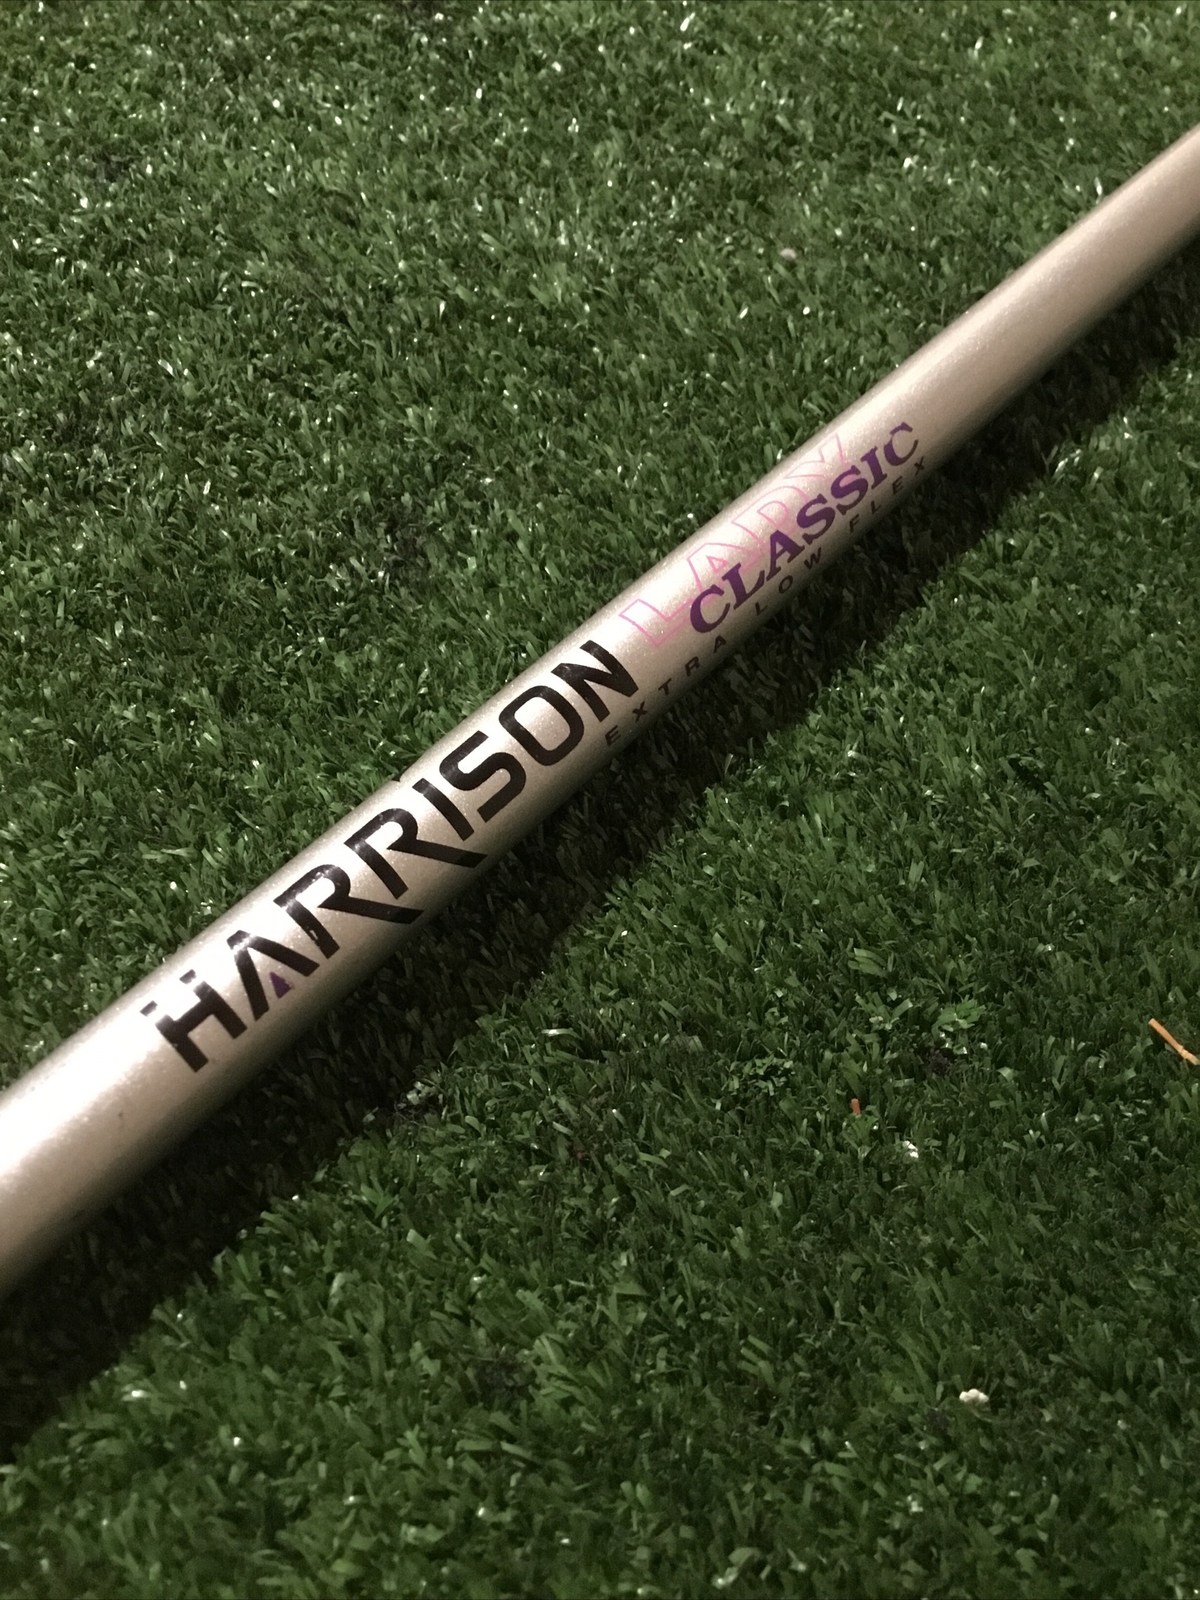 HARRISON
LADY
CLASSIC
EXTRA LOW FLEX